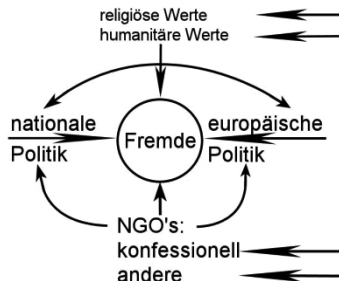 religiöse Werte
humanitäre Werte
nationale
Politik
Fremde
europäische
Politik
NGO's:
konfessionell
andere